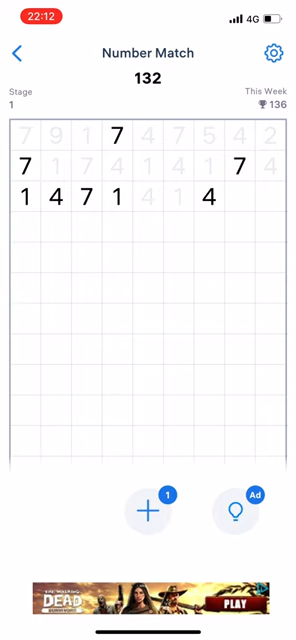 22:12 4G
Number Match
132
Stage This Week
1 136
7 9 1 7 4 7 5 4 2
7 1 7 4 1 4 1 7 4
1 4 7 1 4 1 4
1 Ad
THE WALKING
DEAD
PLAY